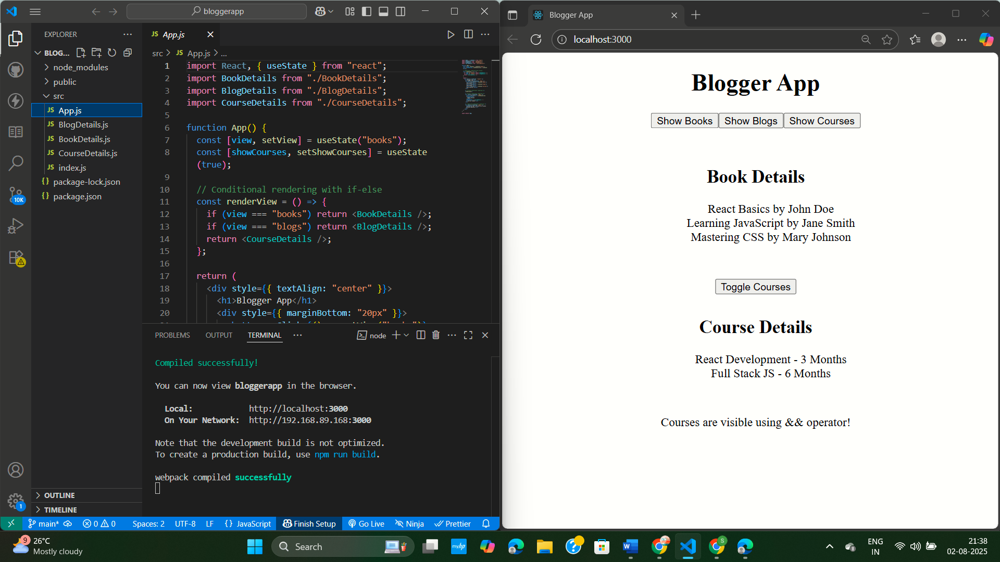 bloggerapp
EXPLORER
BLOG...
node_modules
public
src
JS App.js
JS BlogDetails.js
JS BookDetails.js
JS CourseDetails.js
JS index.js
{} package-lock.json
{} package.json
10K
OUTLINE
TIMELINE
1
JS App.js
src > JS App.js > ...
1 import React, { useState } from "react";
2 import BookDetails from "./BookDetails";
3 import BlogDetails from "./BlogDetails";
4 import CourseDetails from "./CourseDetails";
5
6 function App() {
7 const [view, setView] = useState("books");
8 const [showCourses, setShowCourses] = useState
(true);
9
10 // Conditional rendering with if-else
11 const renderView = () => {
12 if (view === "books") return <BookDetails />;
13 if (view === "blogs") return <BlogDetails />;
14 return <CourseDetails />;
15 };
16
17 return (
18 <div style={{ textAlign: "center" }}>
19 <h1>Blogger App</h1>
20 <div style={{ marginBottom: "20px" }}>
PROBLEMS OUTPUT TERMINAL
node
Compiled successfully!
You can now view bloggerapp in the browser.
Local: http://localhost:3000
On Your Network: http://192.168.89.168:3000
Note that the development build is not optimized.
To create a production build, use npm run build.
webpack compiled successfully
main* 0 0 Spaces: 2 UTF-8 LF {} JavaScript Finish Setup Go Live Ninja Prettier
Blogger App
localhost:3000
Blogger App
Show Books Show Blogs Show Courses
Book Details
React Basics by John Doe
Learning JavaScript by Jane Smith
Mastering CSS by Mary Johnson
Toggle Courses
Course Details
React Development - 3 Months
Full Stack JS - 6 Months
Courses are visible using && operator!
9
26°C
Mostly cloudy
Search
myhp
W
S
ENG
IN
21:38
02-08-2025